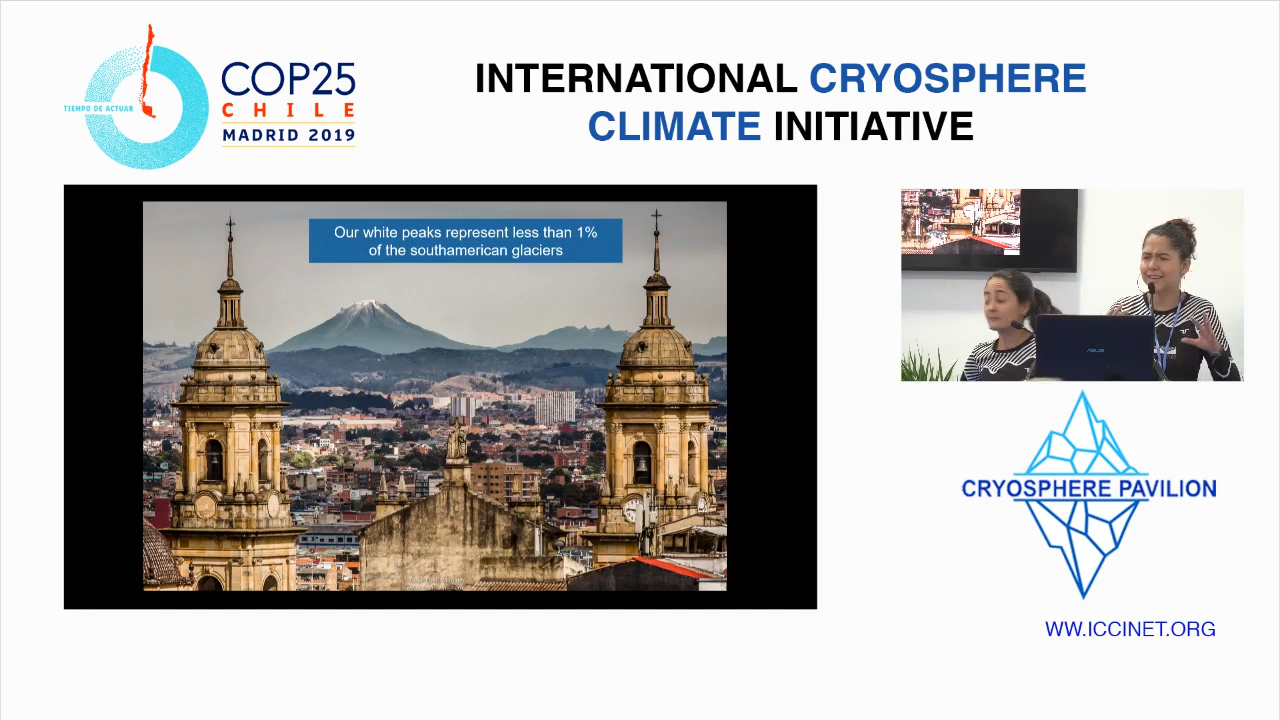 TIEMPO DE ACTUAR
COP25
CHILE
MADRID 2019
INTERNATIONAL CRYOSPHERE
CLIMATE INITIATIVE
Our white peaks represent less than 1%
of the southamerican glaciers
ASUS
CRYOSPHERE PAVILION
WW.ICCINET.ORG